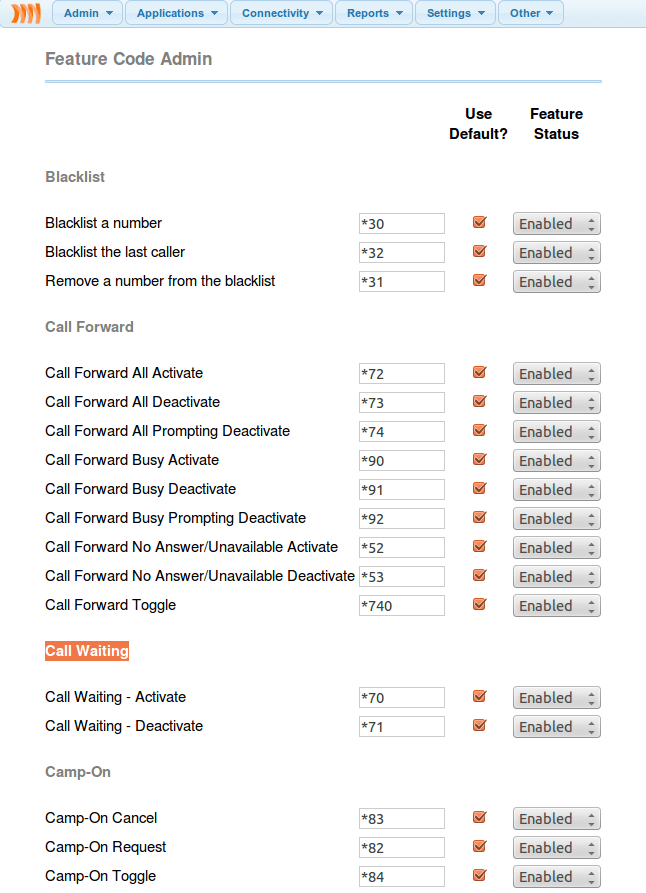 Admin Applications Connectivity Reports Settings Other
Feature Code Admin
Use Feature
Default? Status
Blacklist
Blacklist a number *30 Enabled
Blacklist the last caller *32 Enabled
Remove a number from the blacklist *31 Enabled
Call Forward
Call Forward All Activate *72 Enabled
Call Forward All Deactivate *73 Enabled
Call Forward All Prompting Deactivate *74 Enabled
Call Forward Busy Activate *90 Enabled
Call Forward Busy Deactivate *91 Enabled
Call Forward Busy Prompting Deactivate *92 Enabled
Call Forward No Answer/Unavailable Activate *52 Enabled
Call Forward No Answer/Unavailable Deactivate *53 Enabled
Call Forward Toggle *740 Enabled
Call Waiting
Call Waiting - Activate *70 Enabled
Call Waiting - Deactivate *71 Enabled
Camp-On
Camp-On Cancel *83 Enabled
Camp-On Request *82 Enabled
Camp-On Toggle *84 Enabled